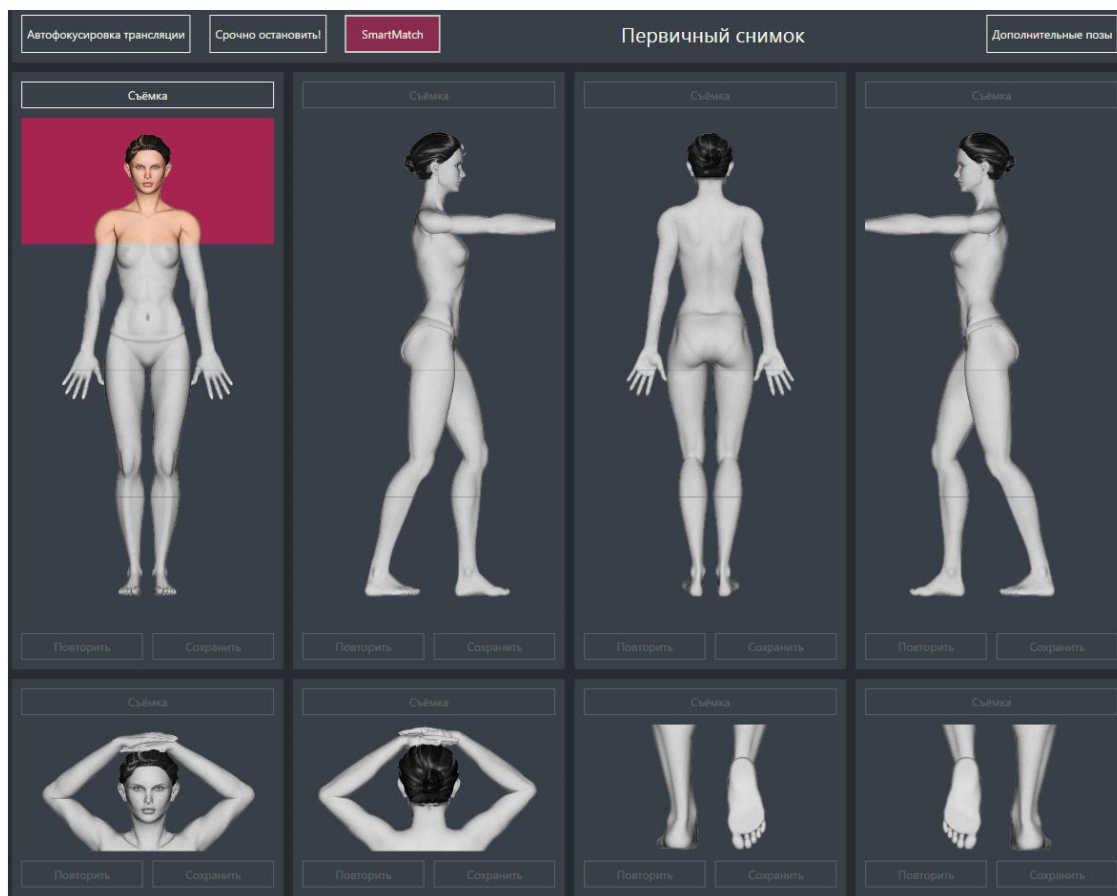 Автофокусировка трансляции
Срочно остановить!
SmartMatch
Первичный снимок
Дополнительные позы
Съёмка
Съёмка
Съёмка
Съёмка
Повторить
Сохранить
Повторить
Сохранить
Повторить
Сохранить
Повторить
Сохранить
Съёмка
Съёмка
Съёмка
Съёмка
Повторить
Сохранить
Повторить
Сохранить
Повторить
Сохранить
Повторить
Сохранить